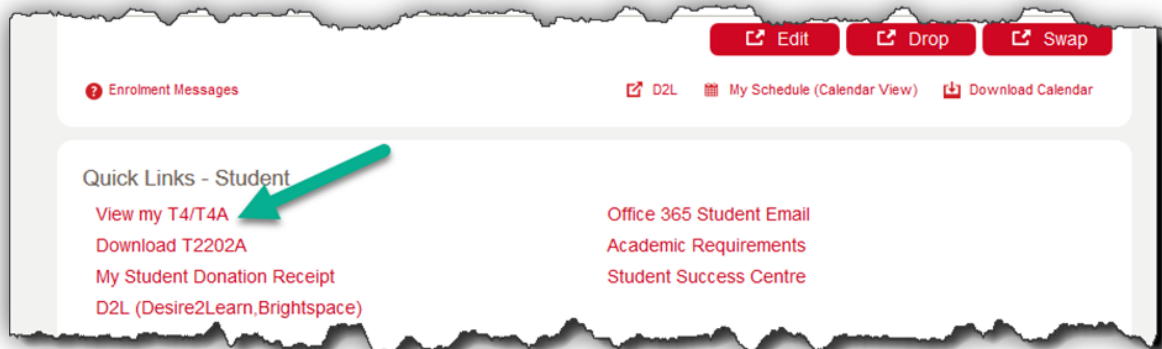 Edit Drop Swap
Enrolment Messages D2L My Schedule (Calendar View) Download Calendar
Quick Links - Student
View my T4/T4A Office 365 Student Email
Download T2202A Academic Requirements
My Student Donation Receipt Student Success Centre
D2L (Desire2Learn,Brightspace)